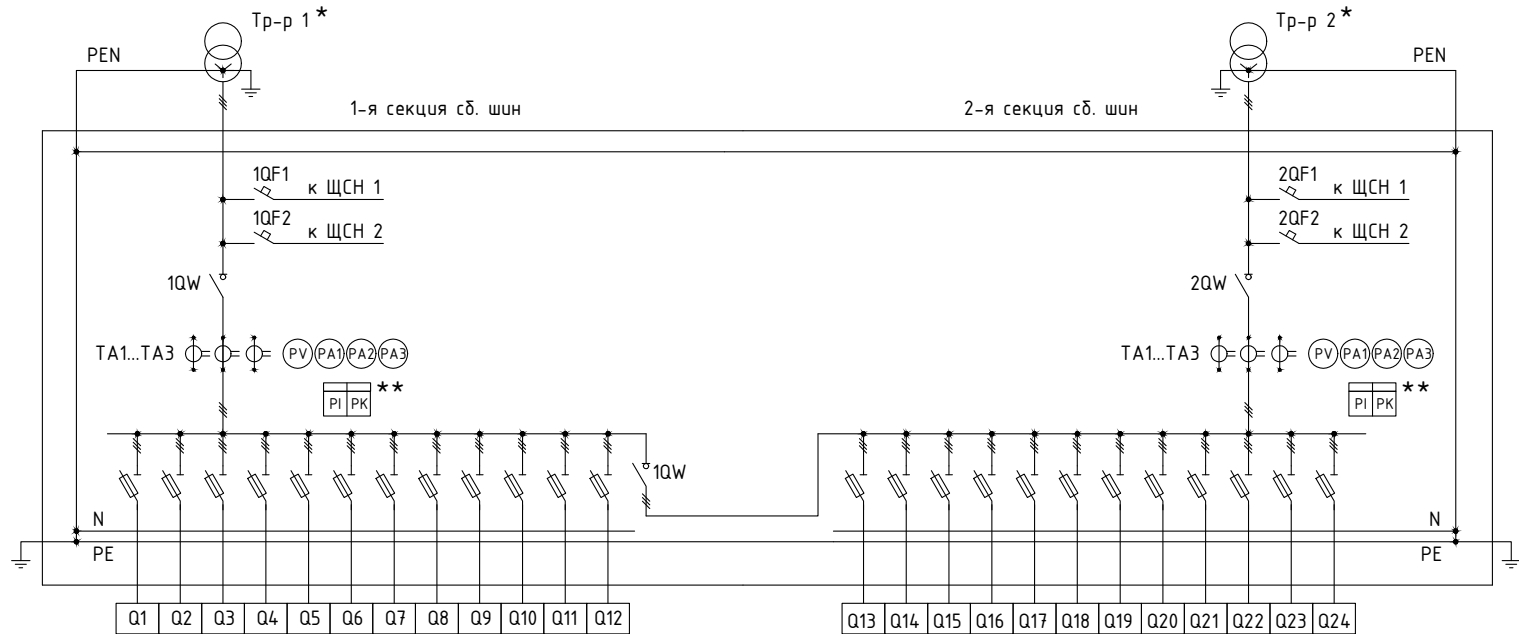 Тр-р 1 *
Тр-р 2 *
PEN
PEN
1-я секция сб. шин
2-я секция сб. шин
1QF1 к ЩСН 1
2QF1 к ЩСН 1
1QF2 к ЩСН 2
2QF2 к ЩСН 2
1QW
2QW
TA1...TA3 PV PA1 PA2 PA3
TA1...TA3 PV PA1 PA2 PA3
PI PK **
PI PK **
1QW
N
N
PE
PE
Q1 Q2 Q3 Q4 Q5 Q6 Q7 Q8 Q9 Q10 Q11 Q12
Q13 Q14 Q15 Q16 Q17 Q18 Q19 Q20 Q21 Q22 Q23 Q24